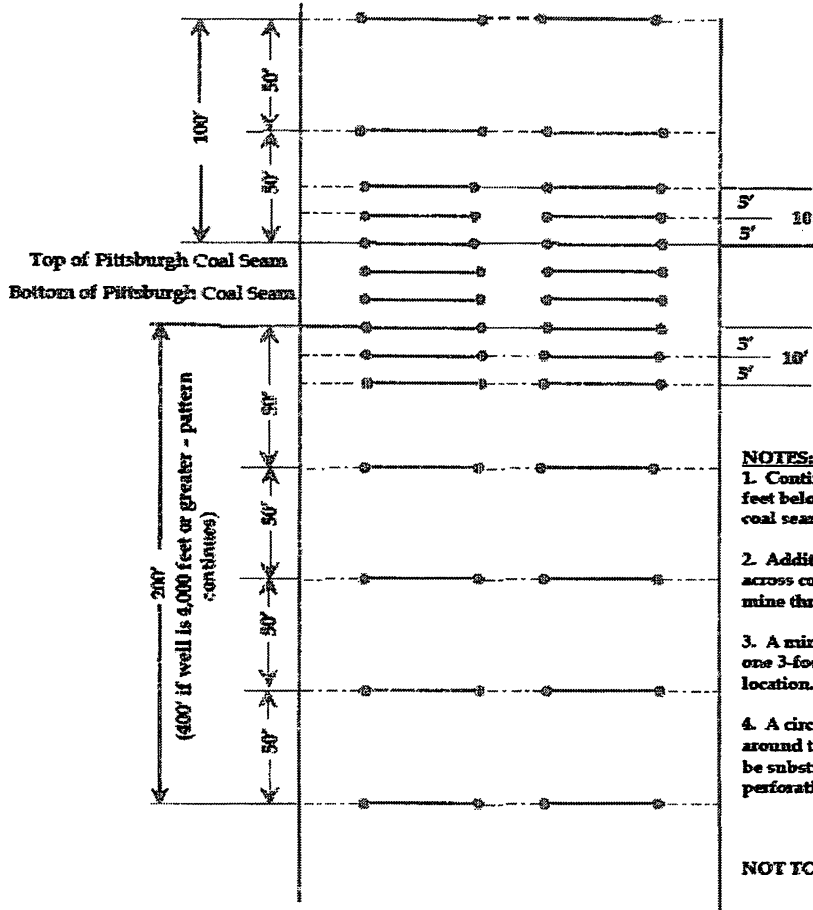 100'
50'
50'
5'
10
5'
Top of Pittsburgh Coal Seam
Bottom of Pittsburgh Coal Seam
5'
10'
5'
200'
(400' if well is 4,000 feet or greater - pattern
continues)
50'
50'
50'
50'
NOTES:
1. Conti
feet belo
coal sear
2. Addit
across co
mine thr
3. A min
one 3-foo
location.
4. A circ
around t
be subst
perforati
NOT TO